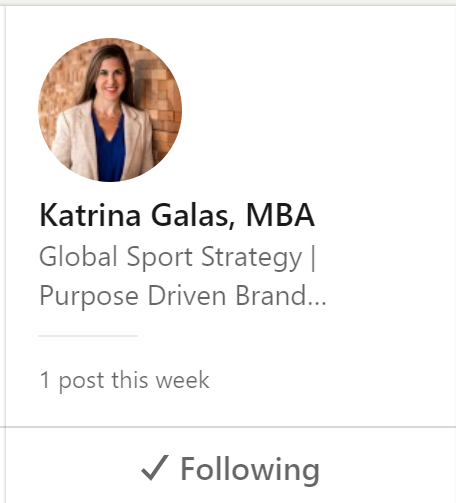 Katrina Galas, MBA
Global Sport Strategy |
Purpose Driven Brand...
1 post this week
Following